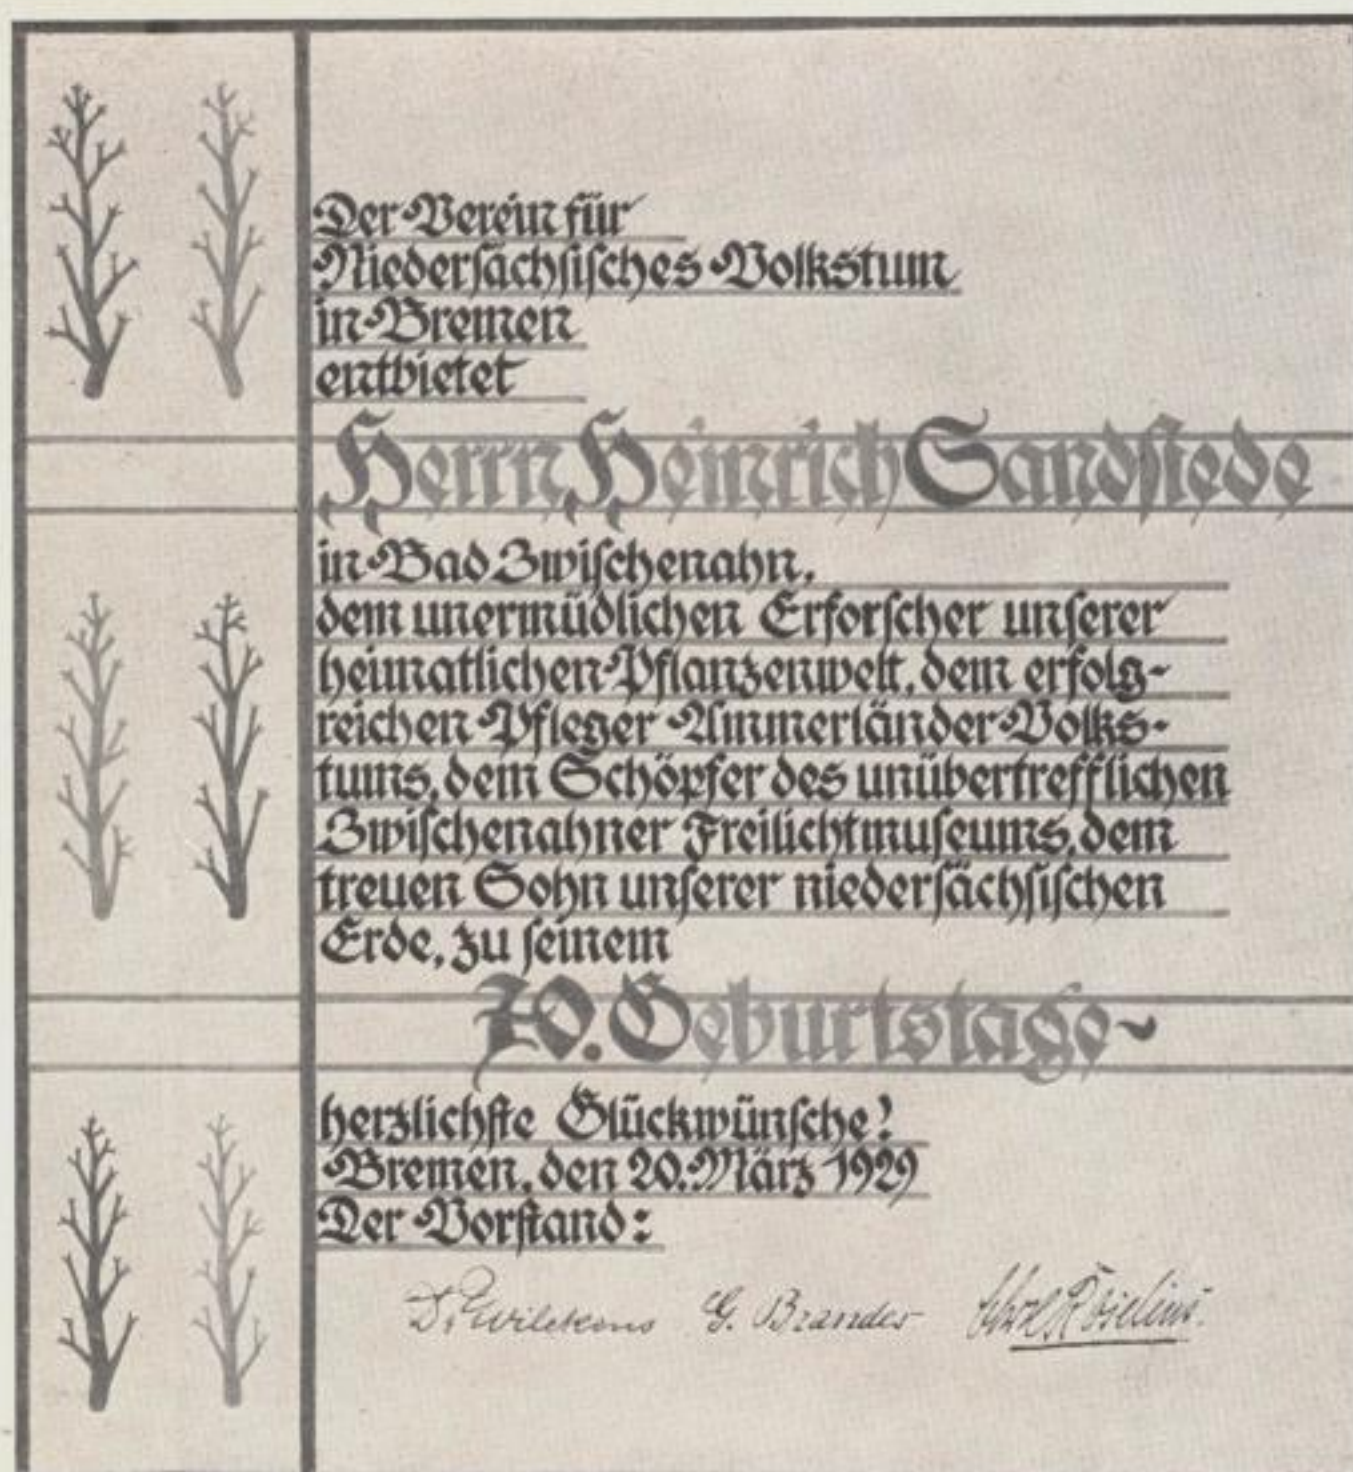 Der Verein für
Niedersächsisches Volkstum
in Bremen
entbietet
Herrn Heinrich Sandstede
in Bad Zwischenahn,
dem unermüdlichen Erforscher unserer
heimatlichen Pflanzenwelt, dem erfolg-
reichen Pfleger Ammerländer Volks-
tums, dem Schöpfer des unübertrefflichen
Zwischenahner Freilichtmuseums, dem
treuen Sohn unserer niedersächsischen
Erde, zu seinem
70. Geburtstage
herzlichste Glückwünsche!
Bremen, den 20. März 1929
Der Vorstand:
G. Brandes